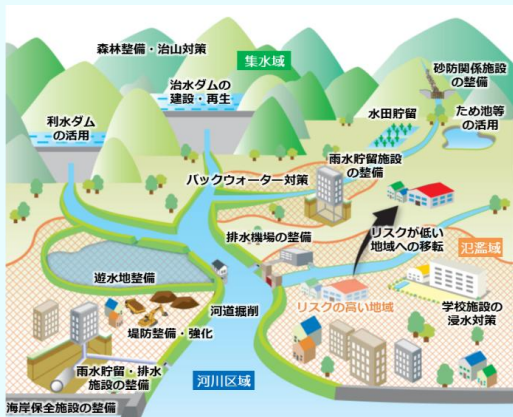 森林整備・治山対策
集水域
砂防関係施設
の整備
治水ダムの
建設・再生
利水ダム
の活用
水田貯留
ため池等
の活用
雨水貯留施設
の整備
バックウォーター対策
排水機場の整備
リスクが低い
地域への移転
氾濫域
遊水地整備
リスクの高い地域
学校施設の
浸水対策
河道掘削
堤防整備・強化
雨水貯留・排水
施設の整備
河川区域
海岸保全施設の整備